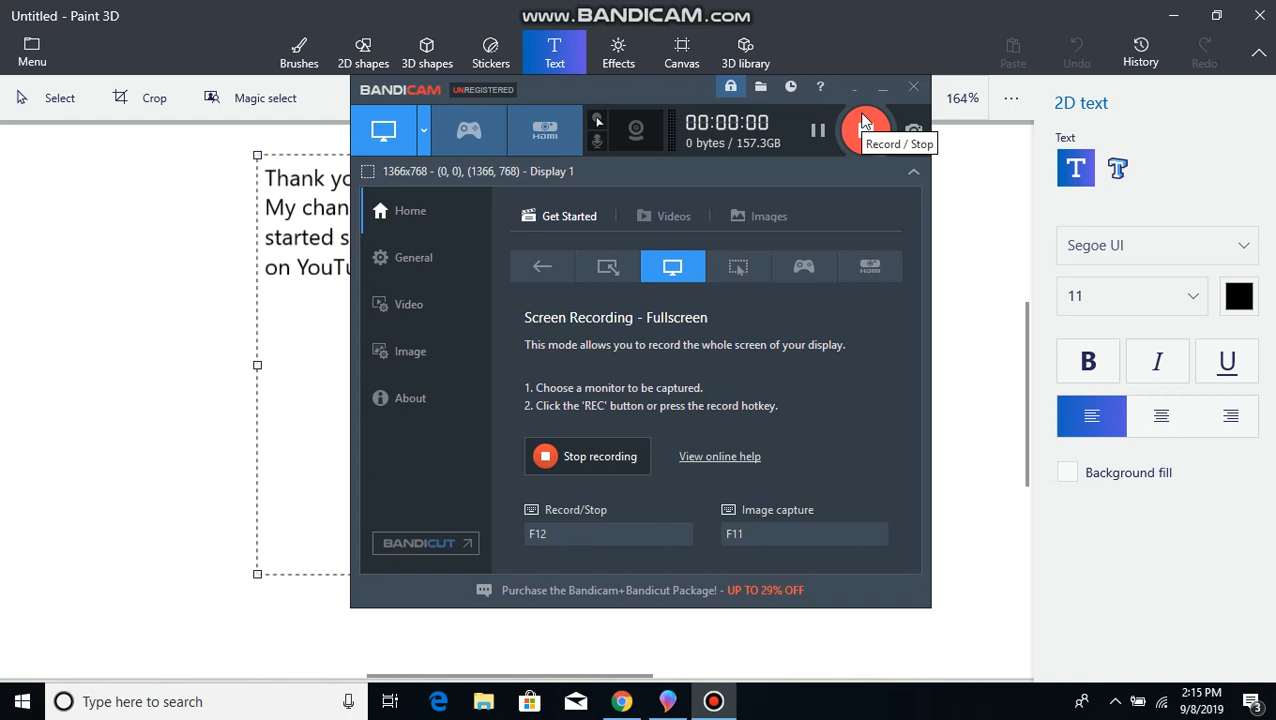 Untitled - Paint 3D
www.BANDICAM.com
Menu
Brushes
2D shapes
3D shapes
Stickers
Text
Effects
Canvas
3D library
Paste
Undo
History
Redo
Select
Crop
Magic select
164%
BANDICAM UNREGISTERED
00:00:00
0 bytes / 157.3GB
HDMI
Record / Stop
1366x768 - (0, 0), (1366, 768) - Display 1
Home
General
Video
Image
About
BANDICUT
Get Started
Videos
Images
HDMI
Screen Recording - Fullscreen
This mode allows you to record the whole screen of your display.
1. Choose a monitor to be captured.
2. Click the 'REC' button or press the record hotkey.
Stop recording
View online help
Record/Stop
Image capture
F12
F11
Purchase the Bandicam+Bandicut Package! - UP TO 29% OFF
Thank
My
started
on
2D text
Text
Segoe UI
11
B I U
Background fill
Type here to search
2:15 PM
9/8/2019
3